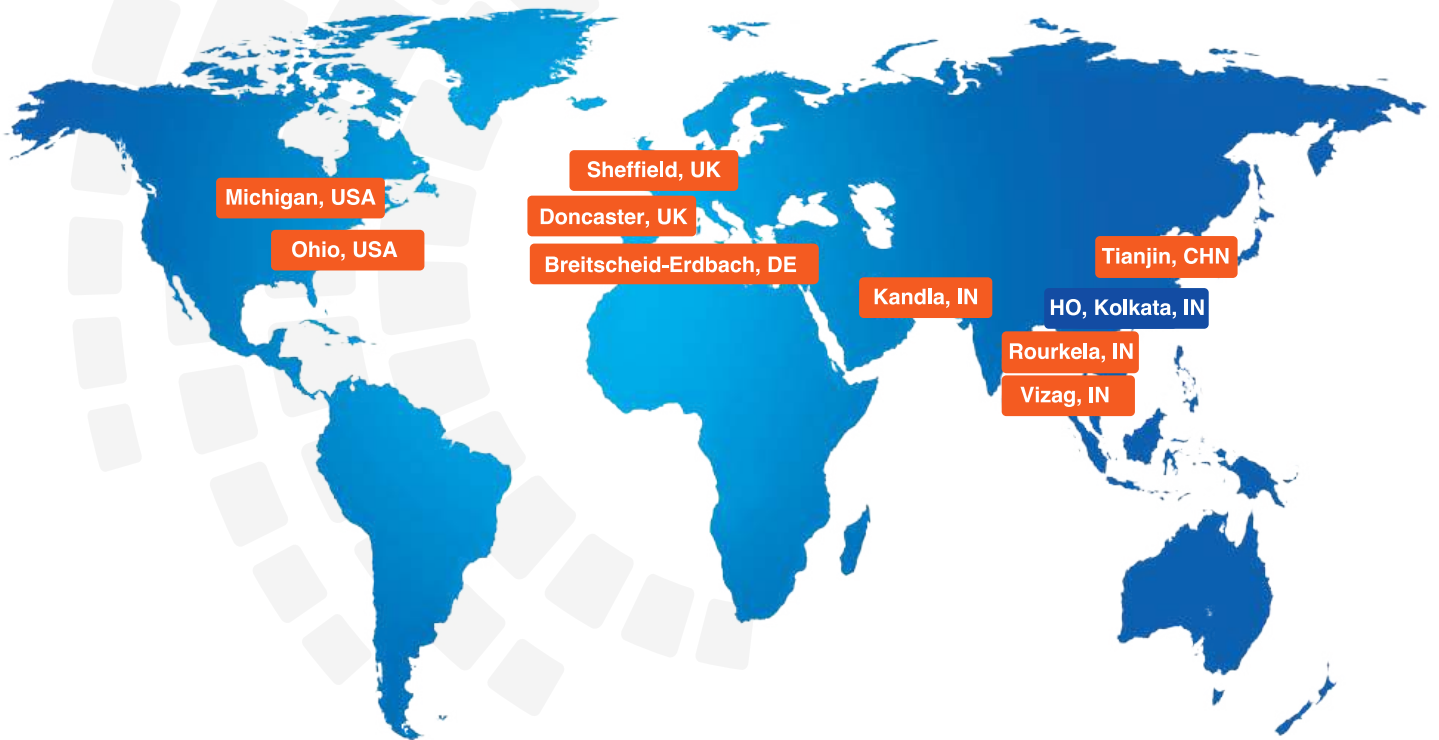 Sheffield, UK
Michigan, USA
Doncaster, UK
Ohio, USA
Breitscheid-Erdbach, DE
Tianjin, CHN
Kandla, IN
HO, Kolkata, IN
Rourkela, IN
Vizag, IN